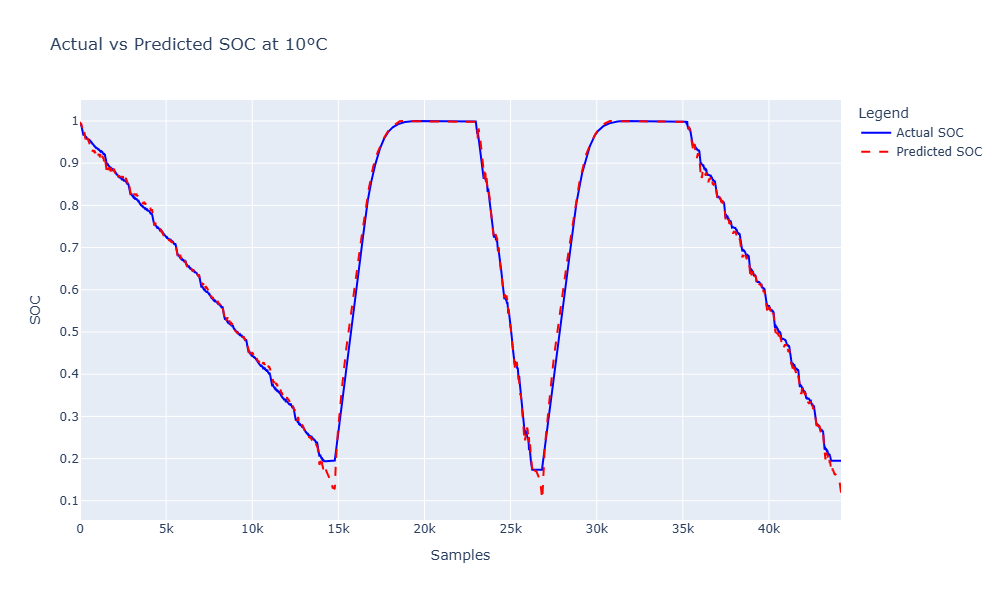 Actual vs Predicted SOC at 10°C
Legend
Actual SOC
Predicted SOC
SOC
1
0.9
0.8
0.7
0.6
0.5
0.4
0.3
0.2
0.1
0 5k 10k 15k 20k 25k 30k 35k 40k
Samples